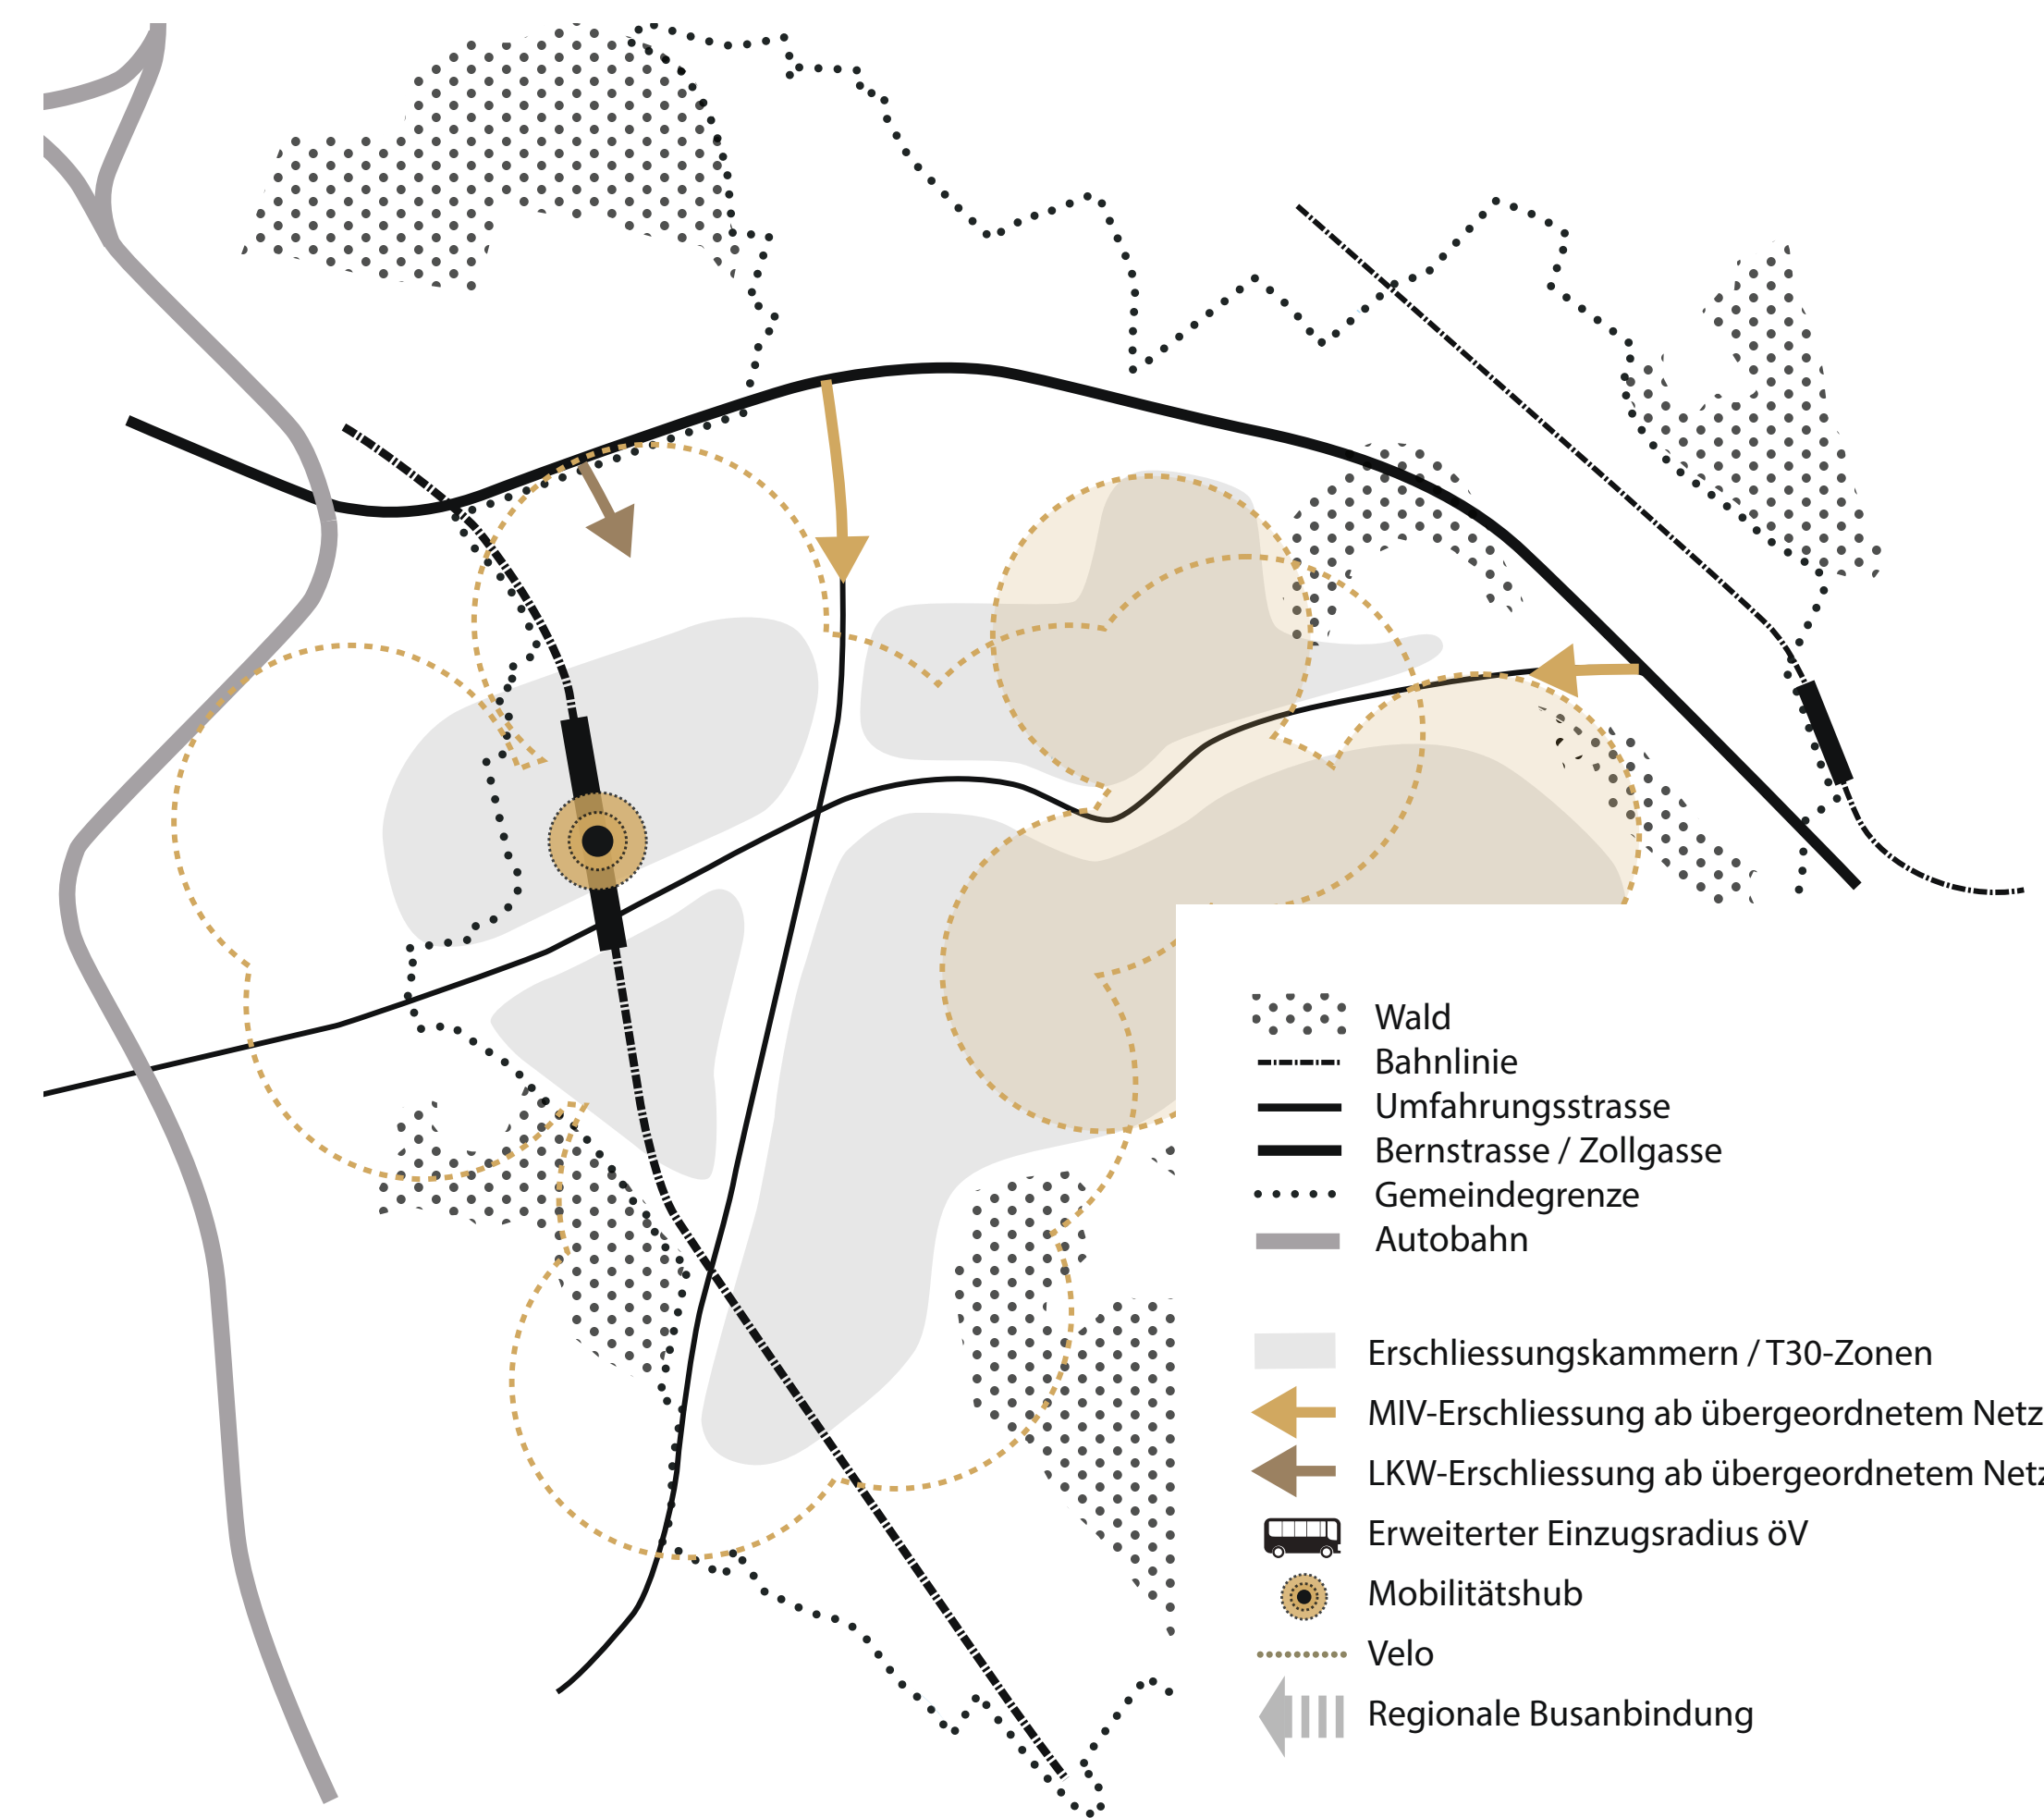 Wald
Bahnlinie
Umfahrungsstrasse
Bernstrasse / Zollgasse
Gemeindegrenze
Autobahn
Erschliessungskammern / T30-Zonen
MIV-Erschliessung ab übergeordnetem Netz
LKW-Erschliessung ab übergeordnetem Netz
Erweiterter Einzugsradius öV
Mobilitätshub
Velo
Regionale Busanbindung